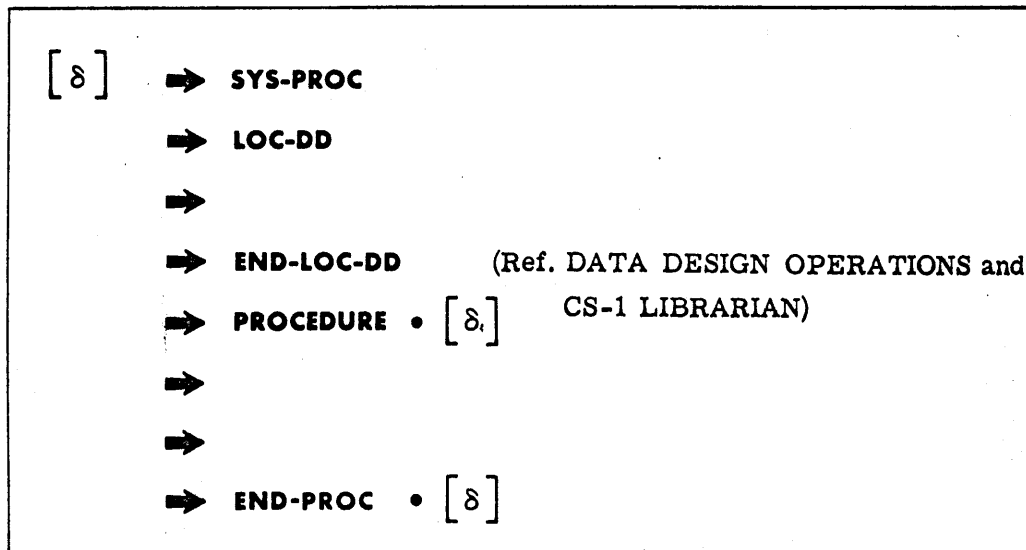 [δ] ➡ SYS-PROC
➡ LOC-DD
➡
➡ END-LOC-DD (Ref. DATA DESIGN OPERATIONS and
➡ PROCEDURE • [δ] CS-1 LIBRARIAN)
➡
➡
➡ END-PROC • [δ]